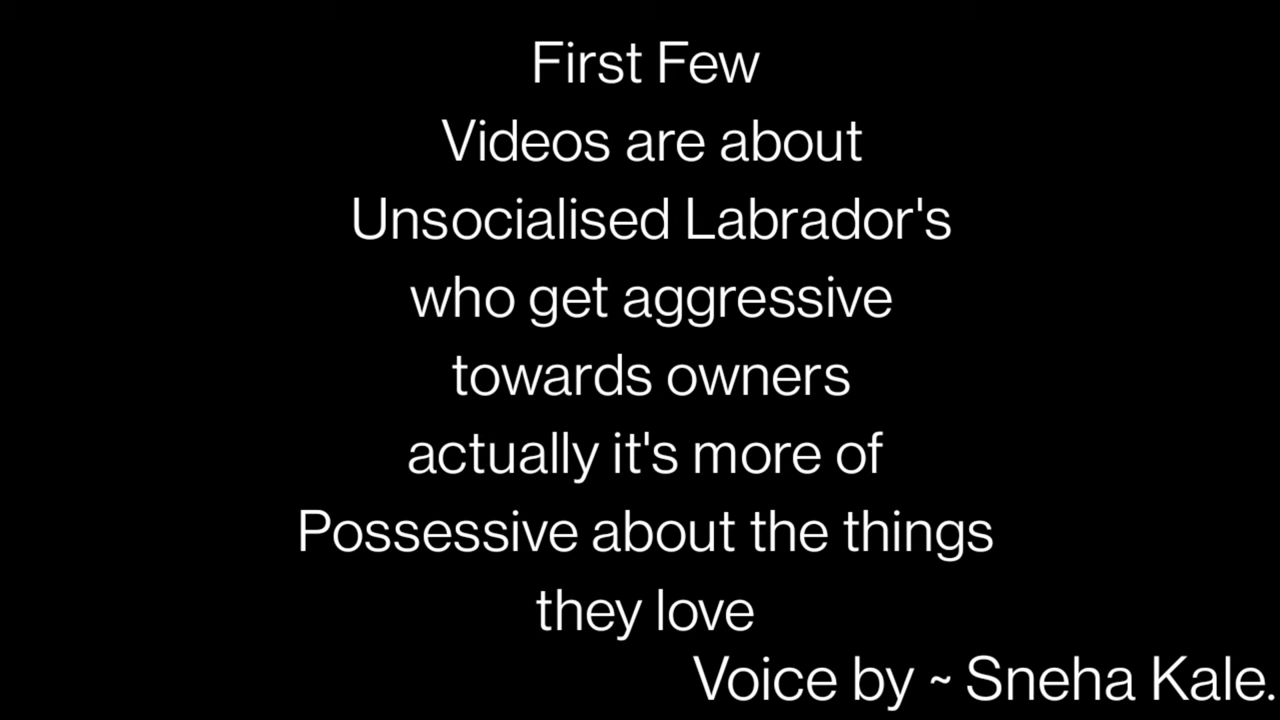 First Few
Videos are about
Unsocialised Labrador's
who get aggressive
towards owners
actually it's more of
Possessive about the things
they love
Voice by ~ Sneha Kale.